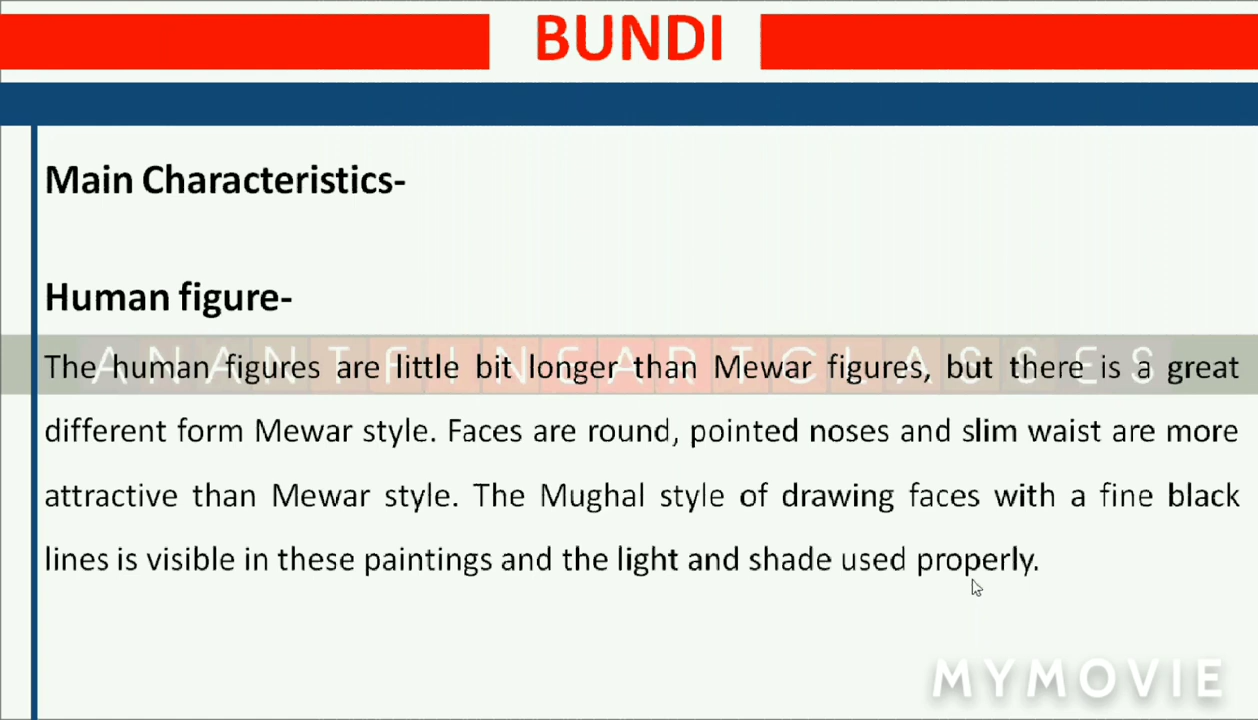 BUNDI
Main Characteristics-
Human figure-
The human figures are little bit longer than Mewar figures, but there is a great
ANANT FINEART CLASSES
different form Mewar style. Faces are round, pointed noses and slim waist are more
attractive than Mewar style. The Mughal style of drawing faces with a fine black
lines is visible in these paintings and the light and shade used properly.
MYMOVIE